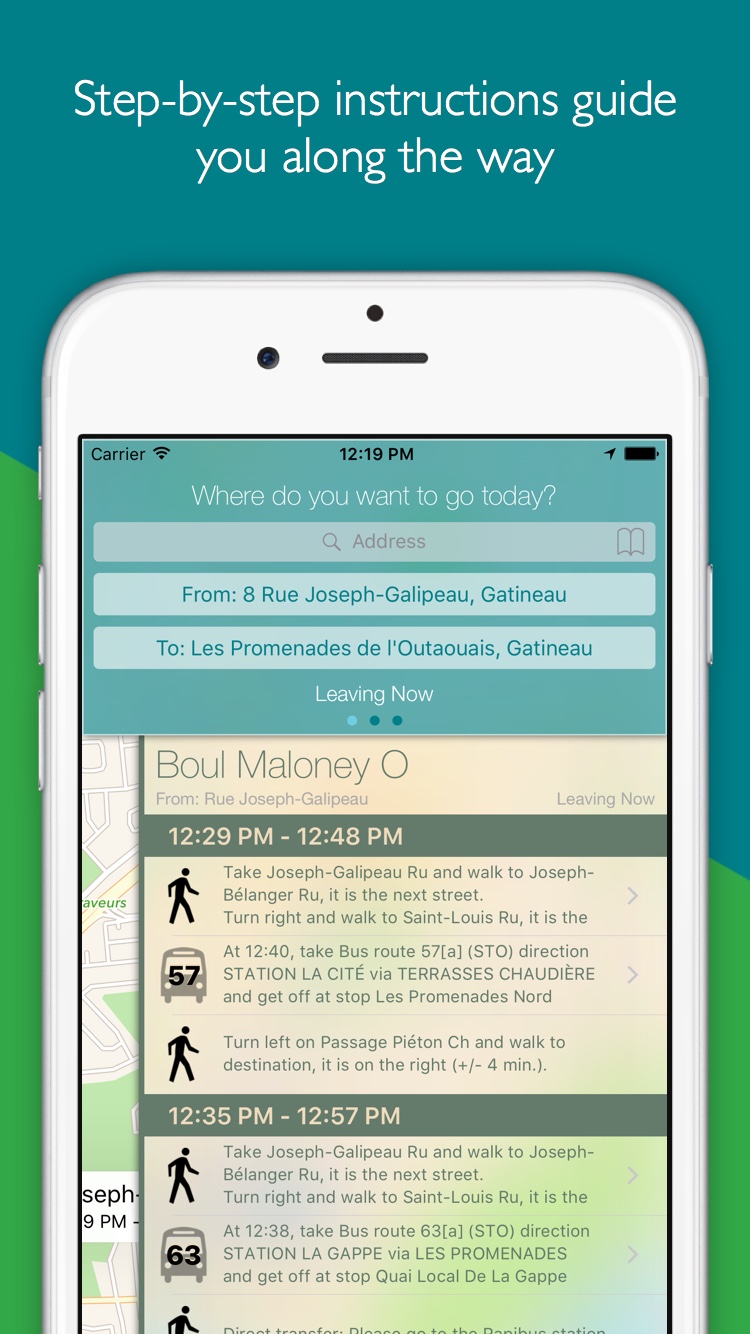 Step-by-step instructions guide
you along the way
Carrier 12:19 PM
Where do you want to go today?
Address
From: 8 Rue Joseph-Galipeau, Gatineau
To: Les Promenades de l'Outaouais, Gatineau
Leaving Now
Boul Maloney O
From: Rue Joseph-Galipeau Leaving Now
12:29 PM - 12:48 PM
Take Joseph-Galipeau Ru and walk to Joseph-
Bélanger Ru, it is the next street.
Turn right and walk to Saint-Louis Ru, it is the
aveurs
At 12:40, take Bus route 57[a] (STO) direction
57 STATION LA CITÉ via TERRASSES CHAUDIÈRE
and get off at stop Les Promenades Nord
Turn left on Passage Piéton Ch and walk to
destination, it is on the right (+/- 4 min.).
12:35 PM - 12:57 PM
Take Joseph-Galipeau Ru and walk to Joseph-
Bélanger Ru, it is the next street.
Turn right and walk to Saint-Louis Ru, it is the
seph-
9 PM -
At 12:38, take Bus route 63[a] (STO) direction
63 STATION LA GAPPE via LES PROMENADES
and get off at stop Quai Local De La Gappe
Direct transfer: Please go to the Rapibus station